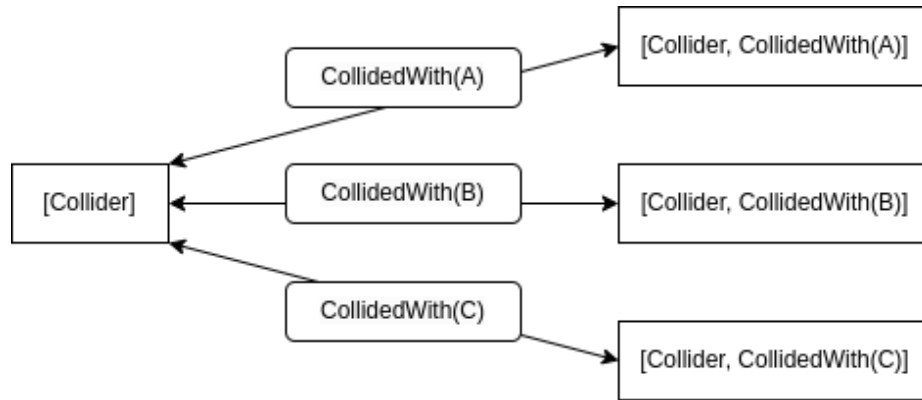 [Collider, CollidedWith(A)]
CollidedWith(A)
CollidedWith(B)
[Collider]
[Collider, CollidedWith(B)]
CollidedWith(C)
[Collider, CollidedWith(C)]